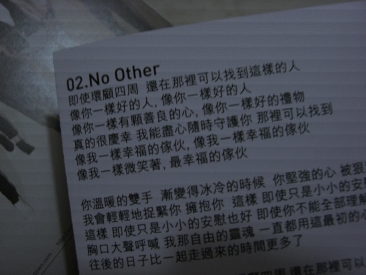 02.No Other
即使環顧四周 還在那裡可以找到這樣的人
像你一樣好的人, 像你一樣好的人
像你一樣有顆善良的心, 像你一樣好的禮物
真的很慶幸 我能盡心隨時守護你 那裡可以找到
像我一樣幸福的傢伙, 像我一樣幸福的傢伙
像我一樣微笑著, 最幸福的傢伙
你溫暖的雙手 漸變得冰冷的時候 你堅強的心 被狠
我會輕輕地捉緊你 擁抱你 這樣 即使只是小小的安
這樣 即使只是小小的安慰也好 即使你不能全部理解
胸口大聲呼喊 我那自由的靈魂 一直都用這最初的心
往後的日子比一起走過來的時間更多了